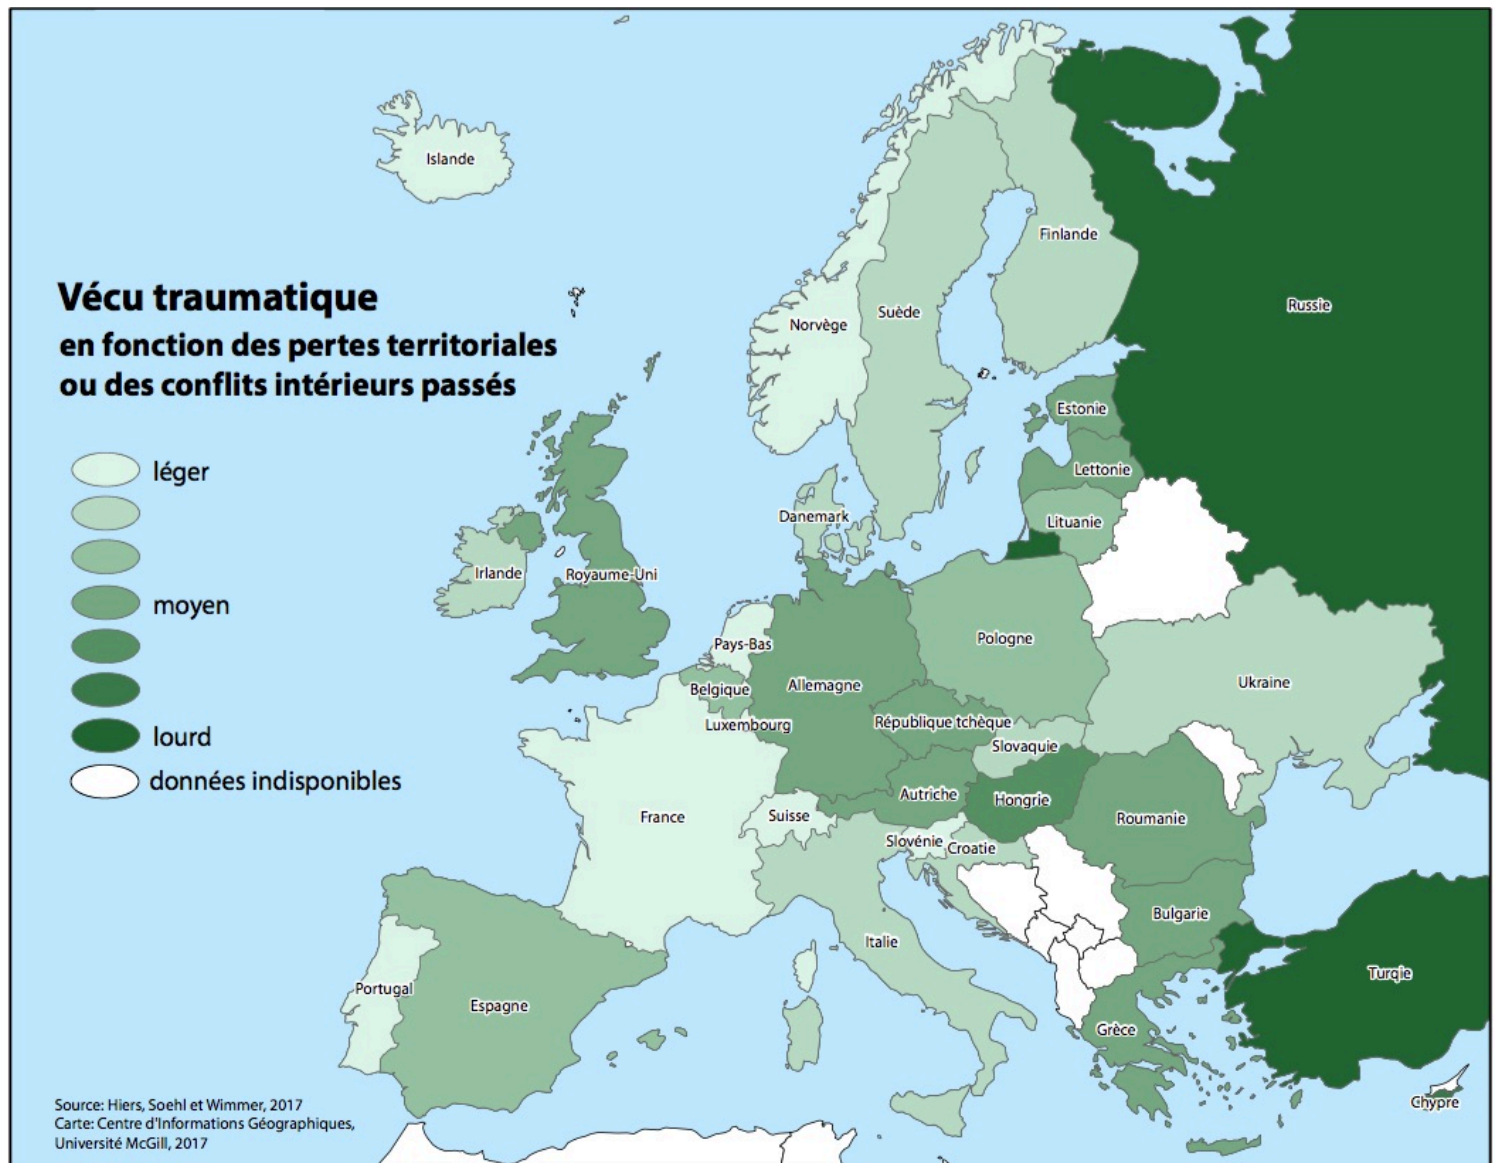 Vécu traumatique
en fonction des pertes territoriales
ou des conflits intérieurs passés
léger
moyen
lourd
données indisponibles
Islande
Finlande
Russie
Suède
Norvège
Estonie
Lettonie
Danemark
Lituanie
Irlande
Royaume-Uni
Pays-Bas
Pologne
Belgique
Allemagne
Ukraine
Luxembourg
République tchèque
Slovaquie
Autriche
Hongrie
France
Suisse
Roumanie
Slovénie
Croatie
Bulgarie
Italie
Turqie
Portugal
Espagne
Grèce
Chypre
Source: Hiers, Soehl et Wimmer, 2017
Carte: Centre d'Informations Géographiques,
Université McGill, 2017